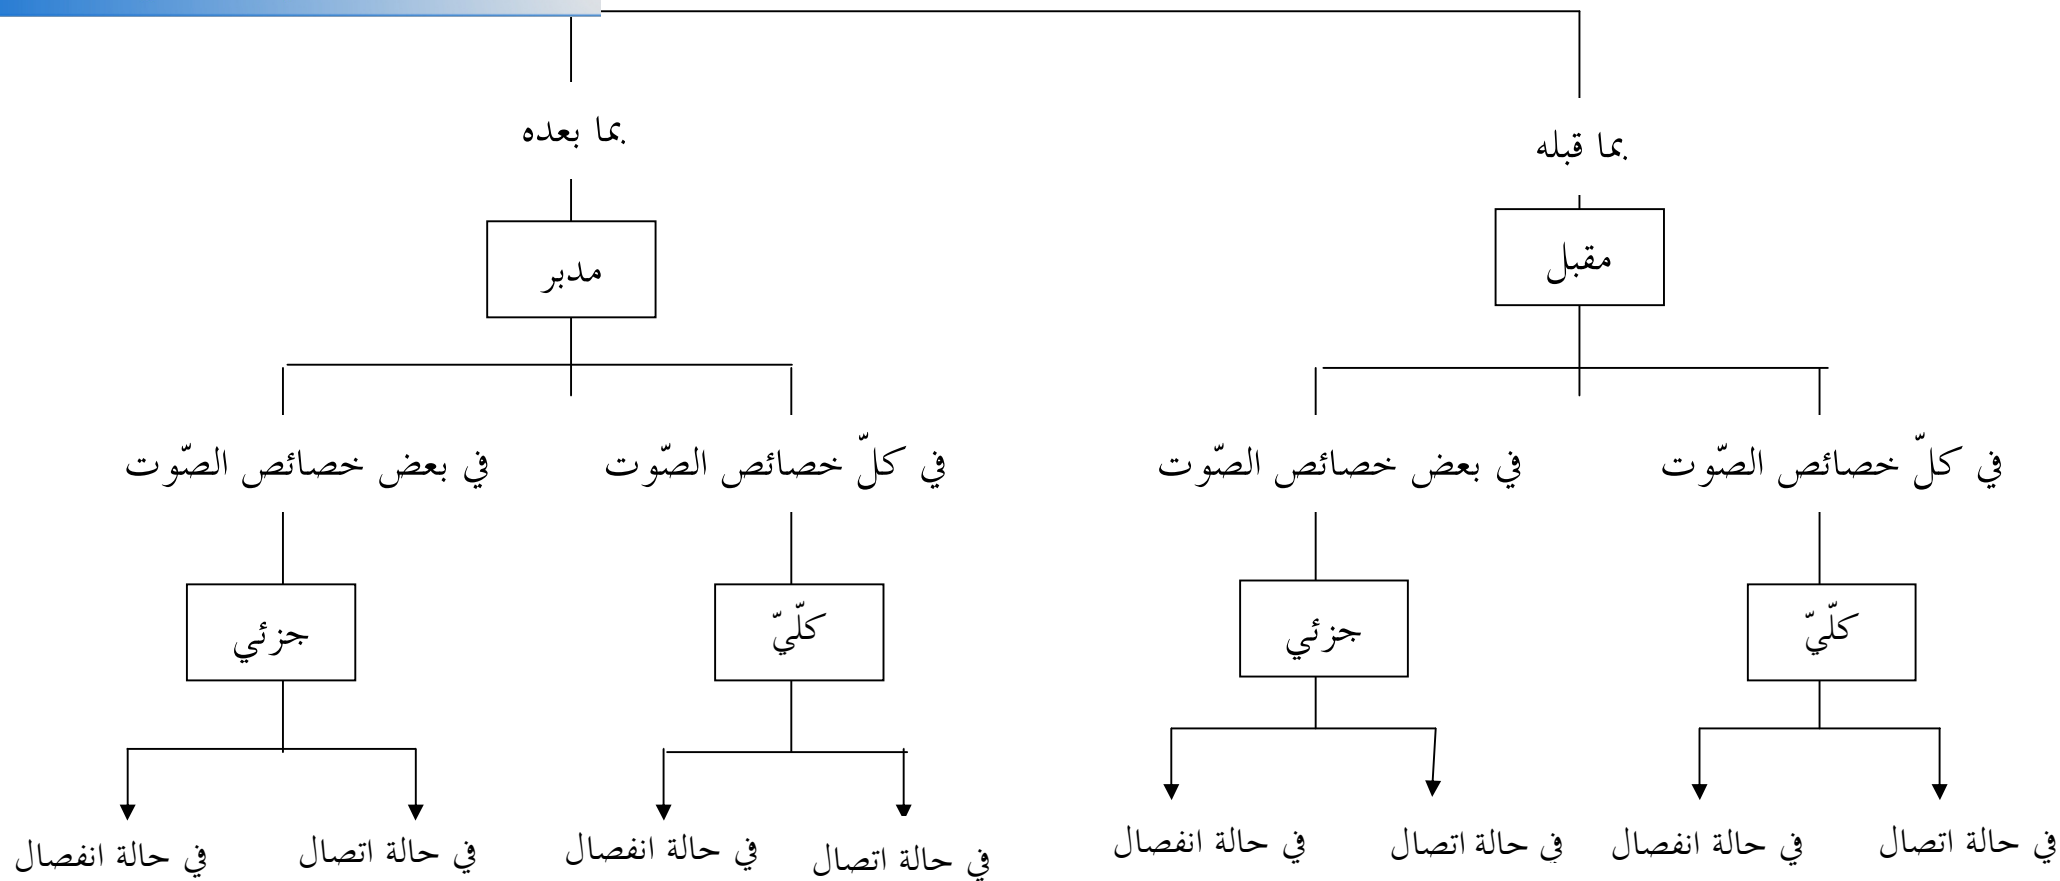 بما قبله
بما بعده
مقبل
مدبر
في كلّ خصائص الصّوت
في بعض خصائص الصّوت
في كلّ خصائص الصّوت
في بعض خصائص الصّوت
كلّيّ
جزئي
كلّيّ
جزئي
في حالة اتصال
في حالة انفصال
في حالة اتصال
في حالة انفصال
في حالة اتصال
في حالة انفصال
في حالة اتصال
في حالة انفصال